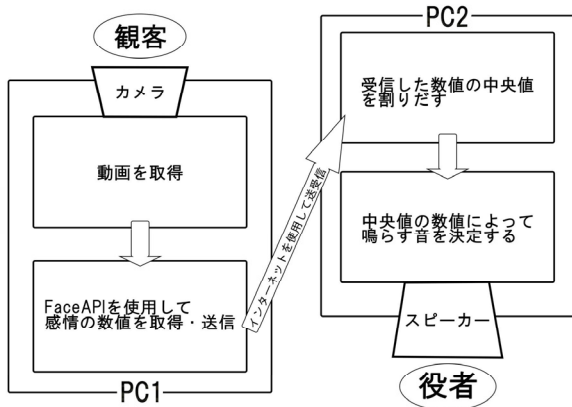 観客
カメラ
動画を取得
FaceAPIを使用して
感情の数値を取得・送信
PC1
インターネットを使用して送受信
PC2
受信した数値の中央値
を割りだす
中央値の数値によって
鳴らす音を決定する
スピーカー
役者